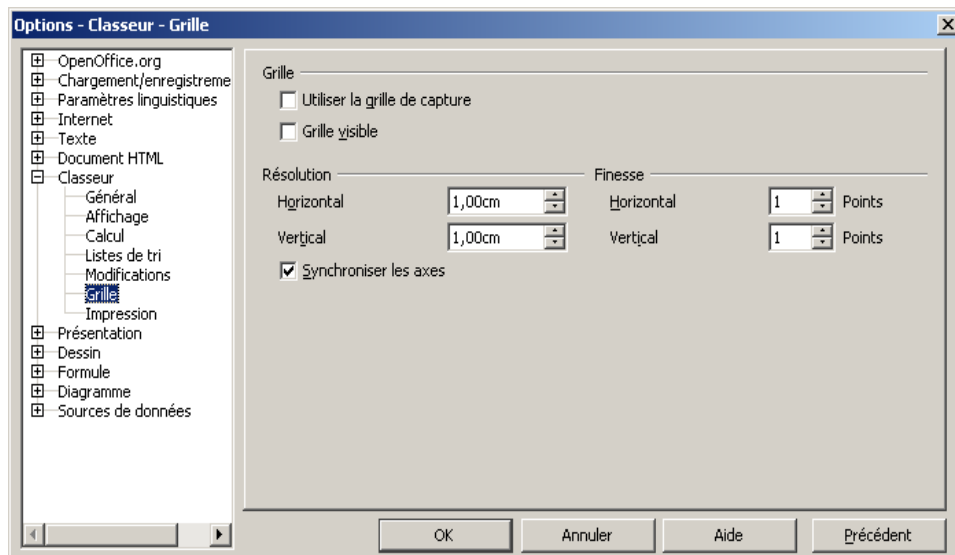 Options - Classeur - Grille
OpenOffice.org
Chargement/enregistreme
Paramètres linguistiques
Internet
Texte
Document HTML
Classeur
Général
Affichage
Calcul
Listes de tri
Modifications
Grille
Impression
Présentation
Dessin
Formule
Diagramme
Sources de données
Grille
Utiliser la grille de capture
Grille visible
Résolution
Horizontal 1,00cm
Vertical 1,00cm
Synchroniser les axes
Finesse
Horizontal 1 Points
Vertical 1 Points
OK Annuler Aide Précédent